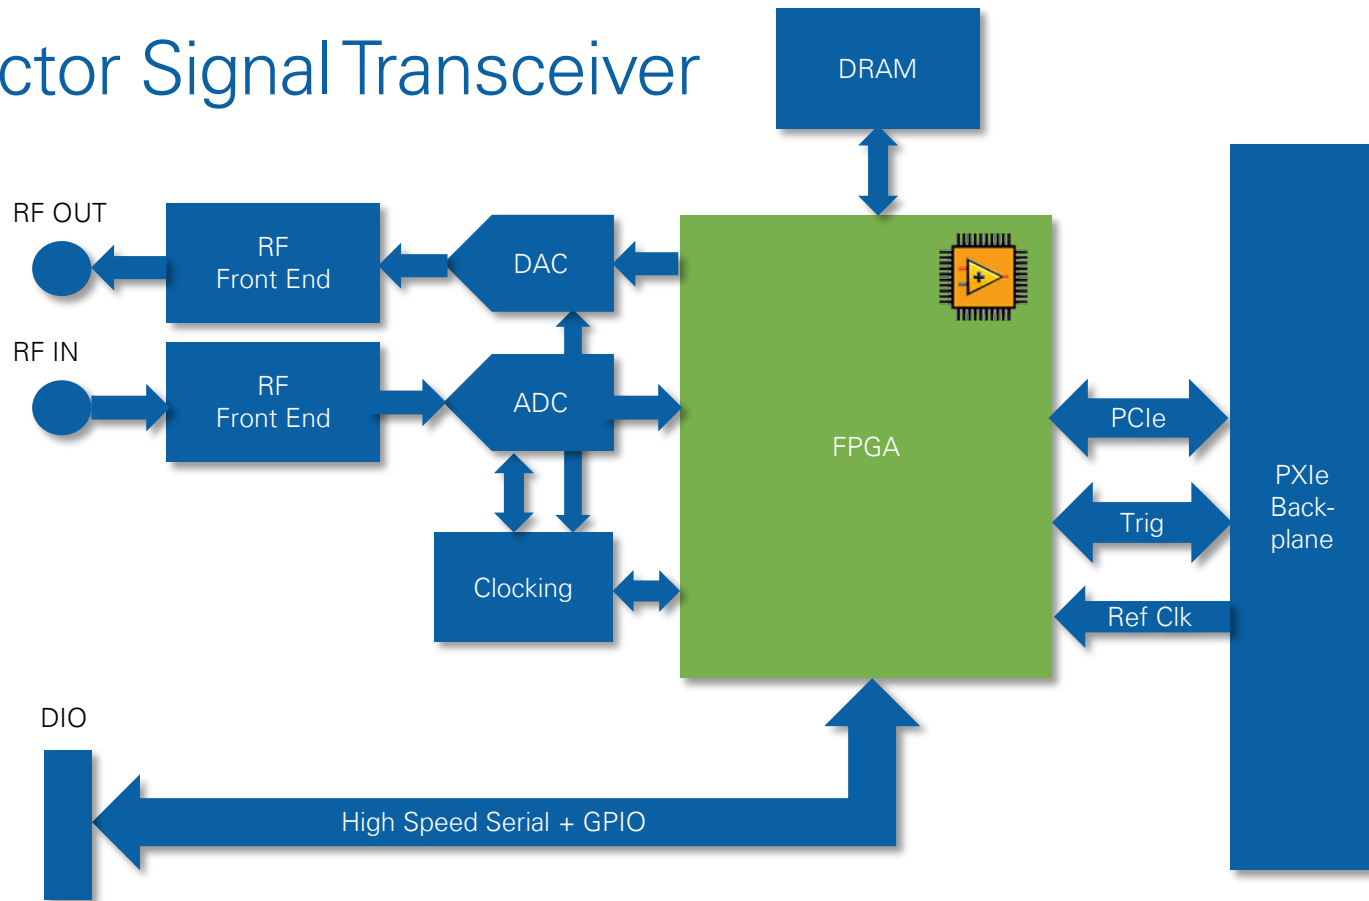 ctor Signal Transceiver
DRAM
RF OUT
RF
Front End
DAC
RF IN
RF
Front End
ADC
FPGA
PCIe
PXIe
Back-
plane
Trig
Clocking
Ref Clk
DIO
High Speed Serial + GPIO